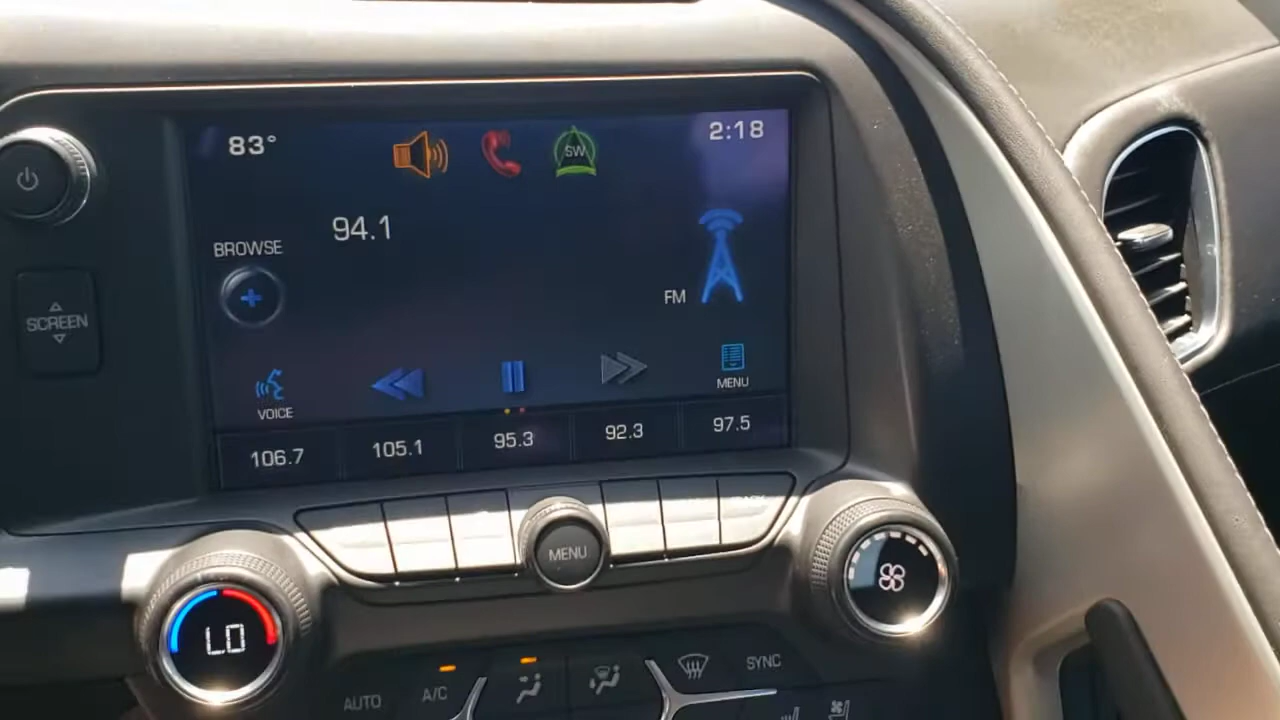 83°
SW
2:18
94.1
BROWSE
FM
SCREEN
VOICE
MENU
106.7
105.1
95.3
92.3
97.5
MENU
LO
AUTO
A/C
SYNC